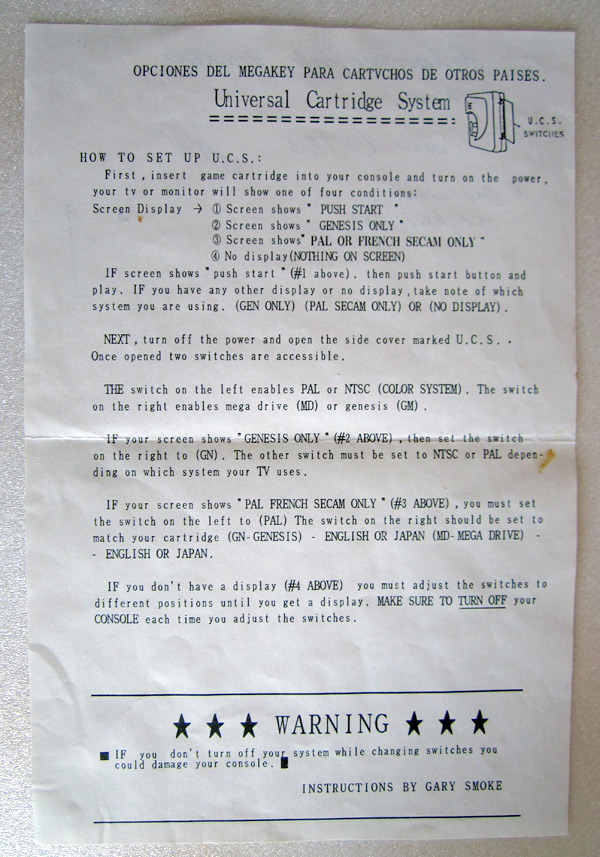 OPCIONES DEL MEGAKEY PARA CARTVCHOS DE OTROS PAISES.
Universal Cartridge System
U.C.S.
SWITCHES
HOW TO SET UP U.C.S.:
First, insert game cartridge into your console and turn on the power,
your tv or monitor will show one of four conditions:
Screen Display → ① Screen shows " PUSH START "
② Screen shows " GENESIS ONLY "
③ Screen shows" PAL OR FRENCH SECAM ONLY "
④ No display(NOTHING ON SCREEN)
IF screen shows "push start "(#1 above). then push start button and
play. IF you have any other display or no display,take note of which
system you are using. (GEN ONLY) (PAL SECAM ONLY) OR (NO DISPLAY).
NEXT, turn off the power and open the side cover marked U.C.S. .
Once opened two switches are accessible.
THE switch on the left enables PAL or NTSC (COLOR SYSTEM). The switch
on the right enables mega drive (MD) or genesis (GM).
IF your screen shows "GENESIS ONLY "(#2 ABOVE), then set the switch
on the right to (GN). The other switch must be set to NTSC or PAL depen-
ding on which system your TV uses.
IF your screen shows "PAL FRENCH SECAM ONLY "(#3 ABOVE), you must set
the switch on the left to (PAL) The switch on the right should be set to
match your cartridge (GN-GENESIS) - ENGLISH OR JAPAN (MD-MEGA DRIVE) -
- ENGLISH OR JAPAN.
IF you don't have a display (#4 ABOVE) you must adjust the switches to
different positions until you get a display. MAKE SURE TO TURN OFF your
CONSOLE each time you adjust the switches.
★ ★ ★ WARNING ★ ★ ★
■ IF you don't turn off your system while changing switches you
could damage your console. ■
INSTRUCTIONS BY GARY SMOKE